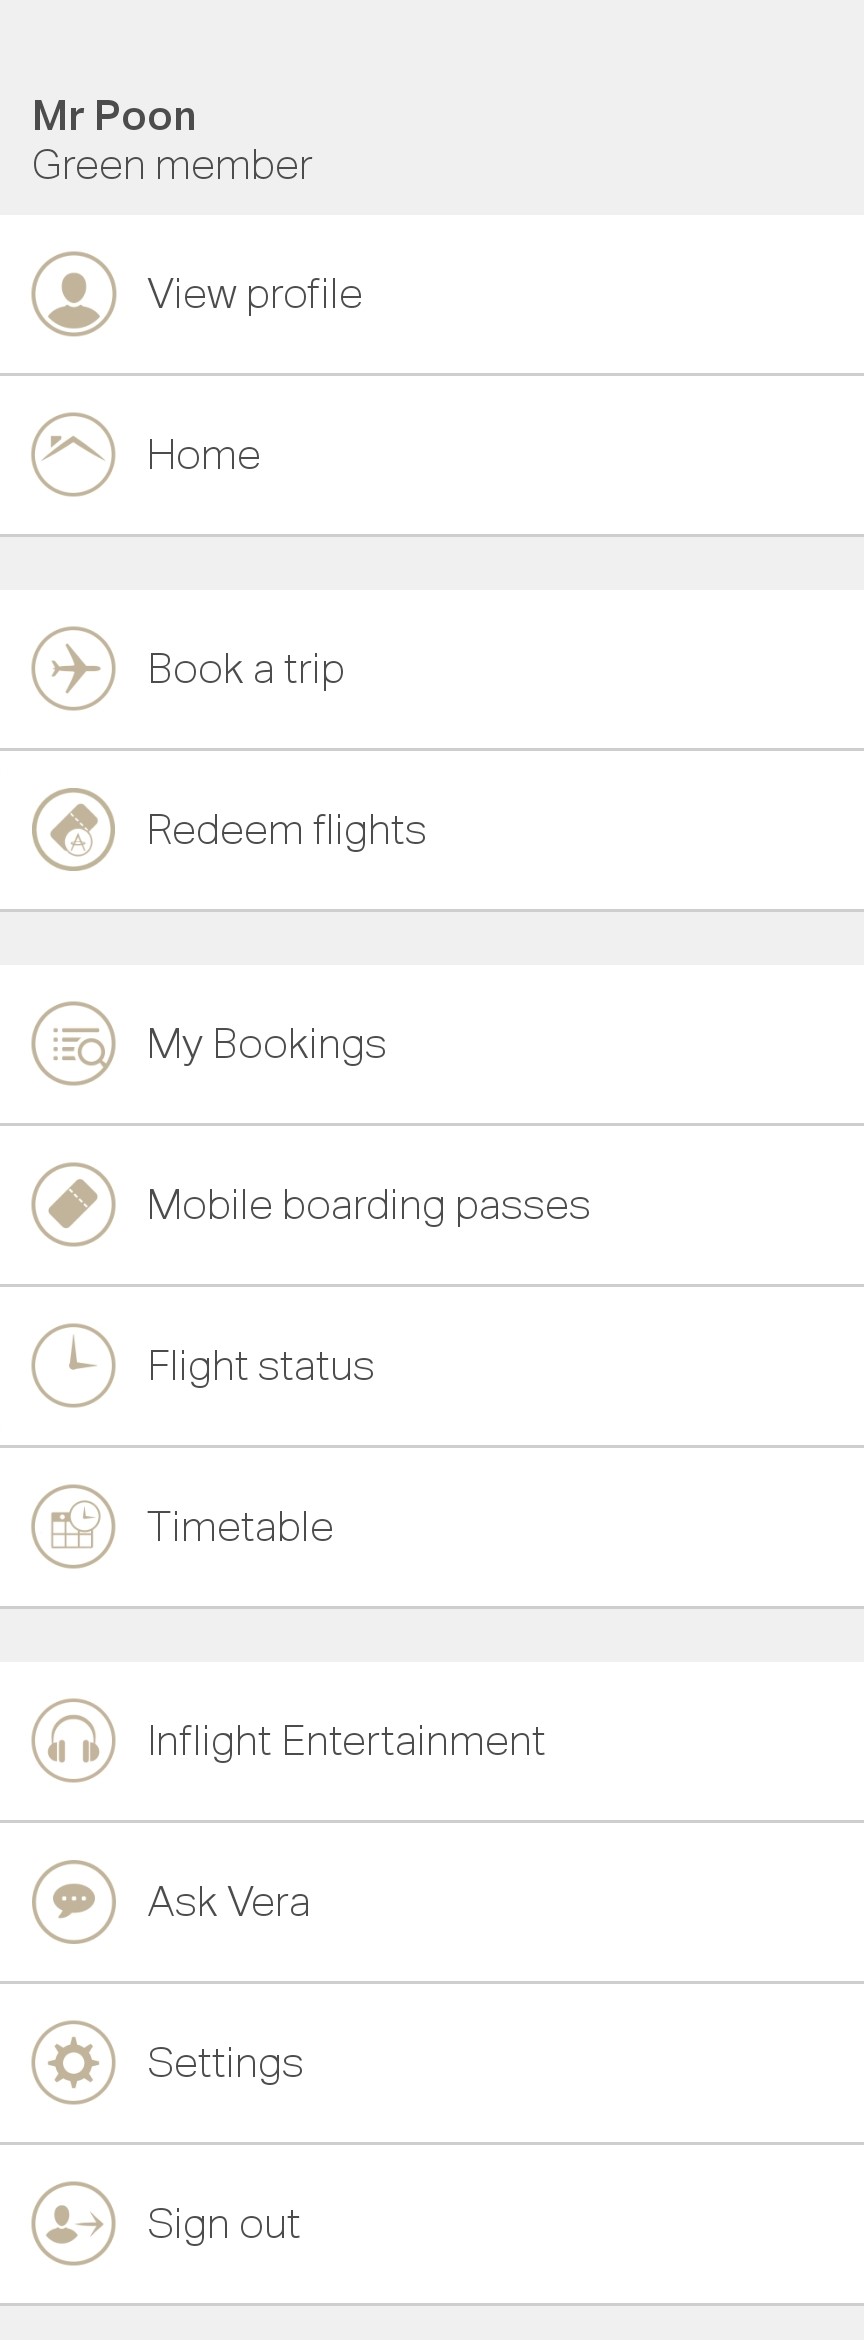 Mr Poon
Green member
View profile
Home
Book a trip
Redeem flights
My Bookings
Mobile boarding passes
Flight status
Timetable
Inflight Entertainment
Ask Vera
Settings
Sign out